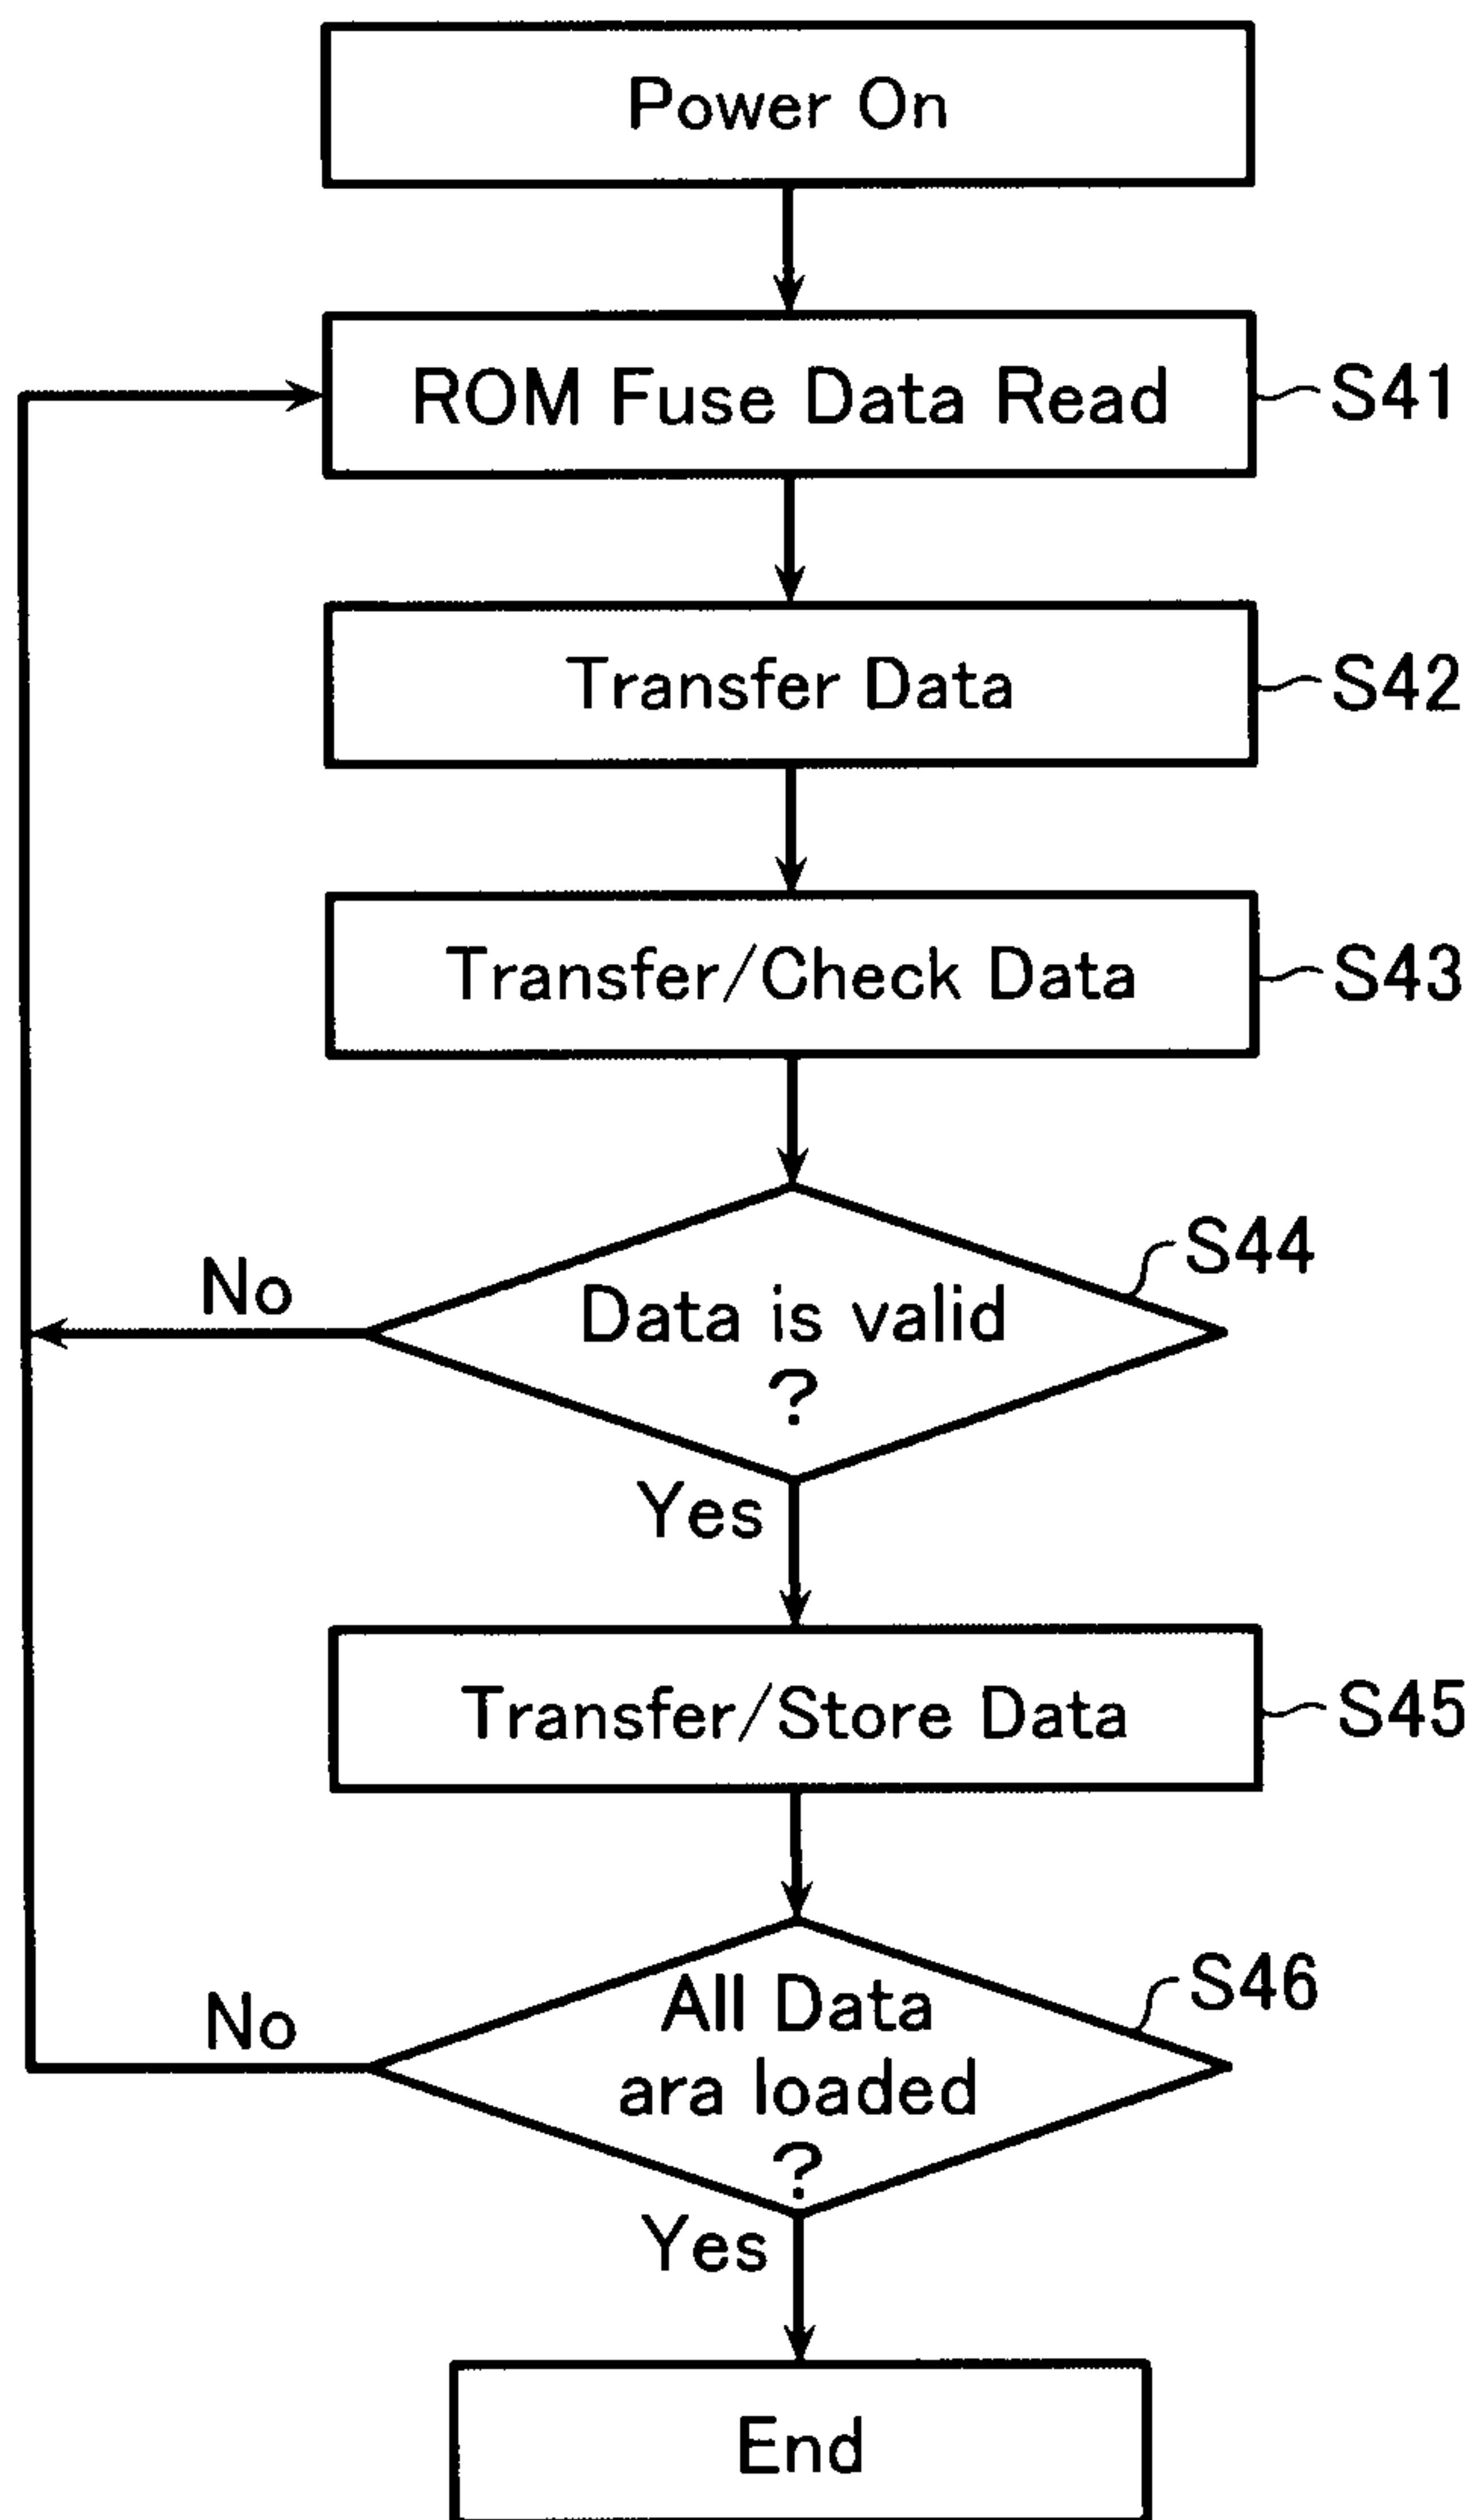 Power On
ROM Fuse Data Read
S41
Transfer Data
S42
Transfer/Check Data
S43
S44
No
Data is valid
?
Yes
Transfer/Store Data
S45
S46
No
All Data
ara loaded
?
Yes
End